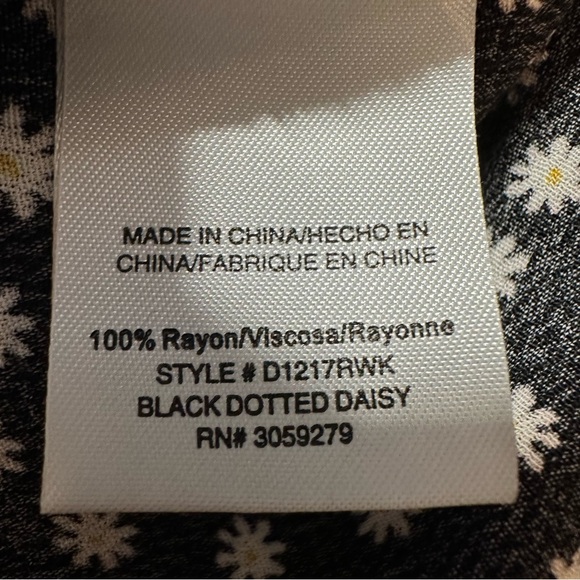 MADE IN CHINA/HECHO EN
CHINA/FABRIQUE EN CHINE
100% Rayon/Viscosa/Rayonne
STYLE # D1217RWK
BLACK DOTTED DAISY
RN# 3059279